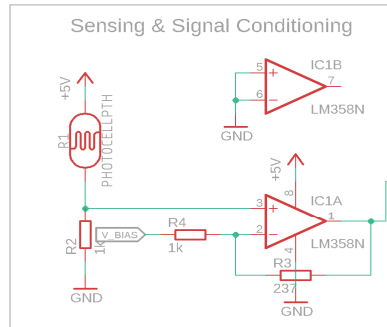 Sensing & Signal Conditioning
IC1B
5
7
6
LM358N
GND
+5V
R1
PHOTOCELLPTH
+5V
8
IC1A
3
1
2
LM358N
4
R2
1k
V_BIAS
R4
1k
R3
237
GND
GND